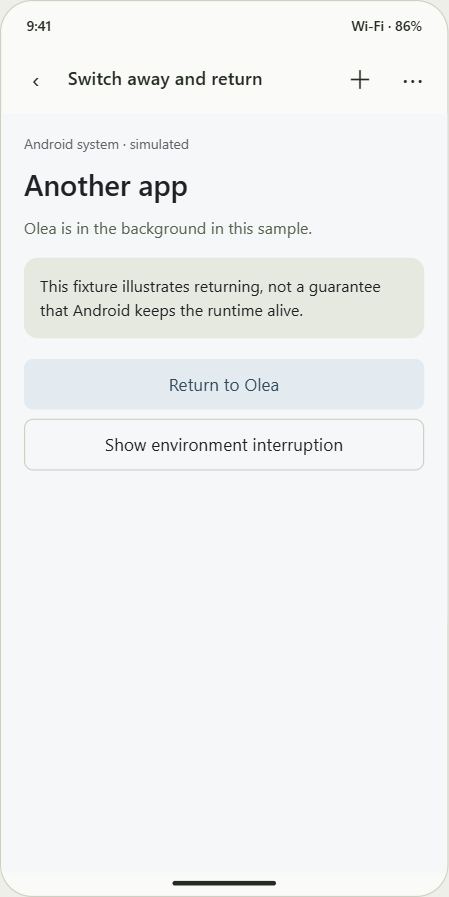 9:41
Wi-Fi · 86%
‹ Switch away and return + ...
Android system · simulated
Another app
Olea is in the background in this sample.
This fixture illustrates returning, not a guarantee
that Android keeps the runtime alive.
Return to Olea
Show environment interruption